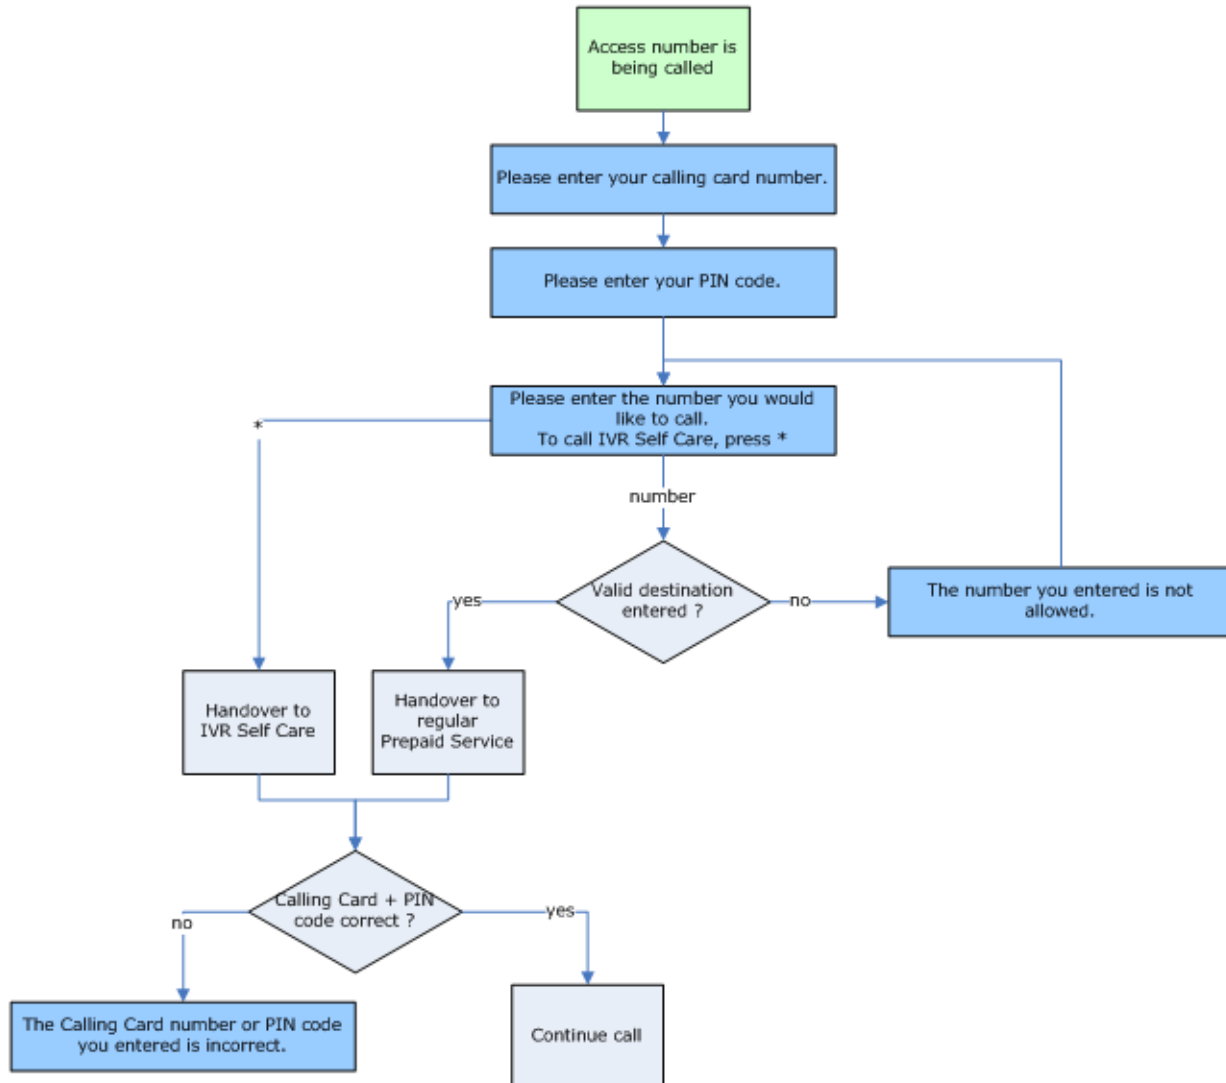 Access number is
being called
Please enter your calling card number.
Please enter your PIN code.
Please enter the number you would
like to call.
To call IVR Self Care, press *
*
number
Valid destination
entered ?
yes
no
The number you entered is not
allowed.
Handover to
IVR Self Care
Handover to
regular
Prepaid Service
Calling Card + PIN
code correct ?
no
yes
The Calling Card number or PIN code
you entered is incorrect.
Continue call